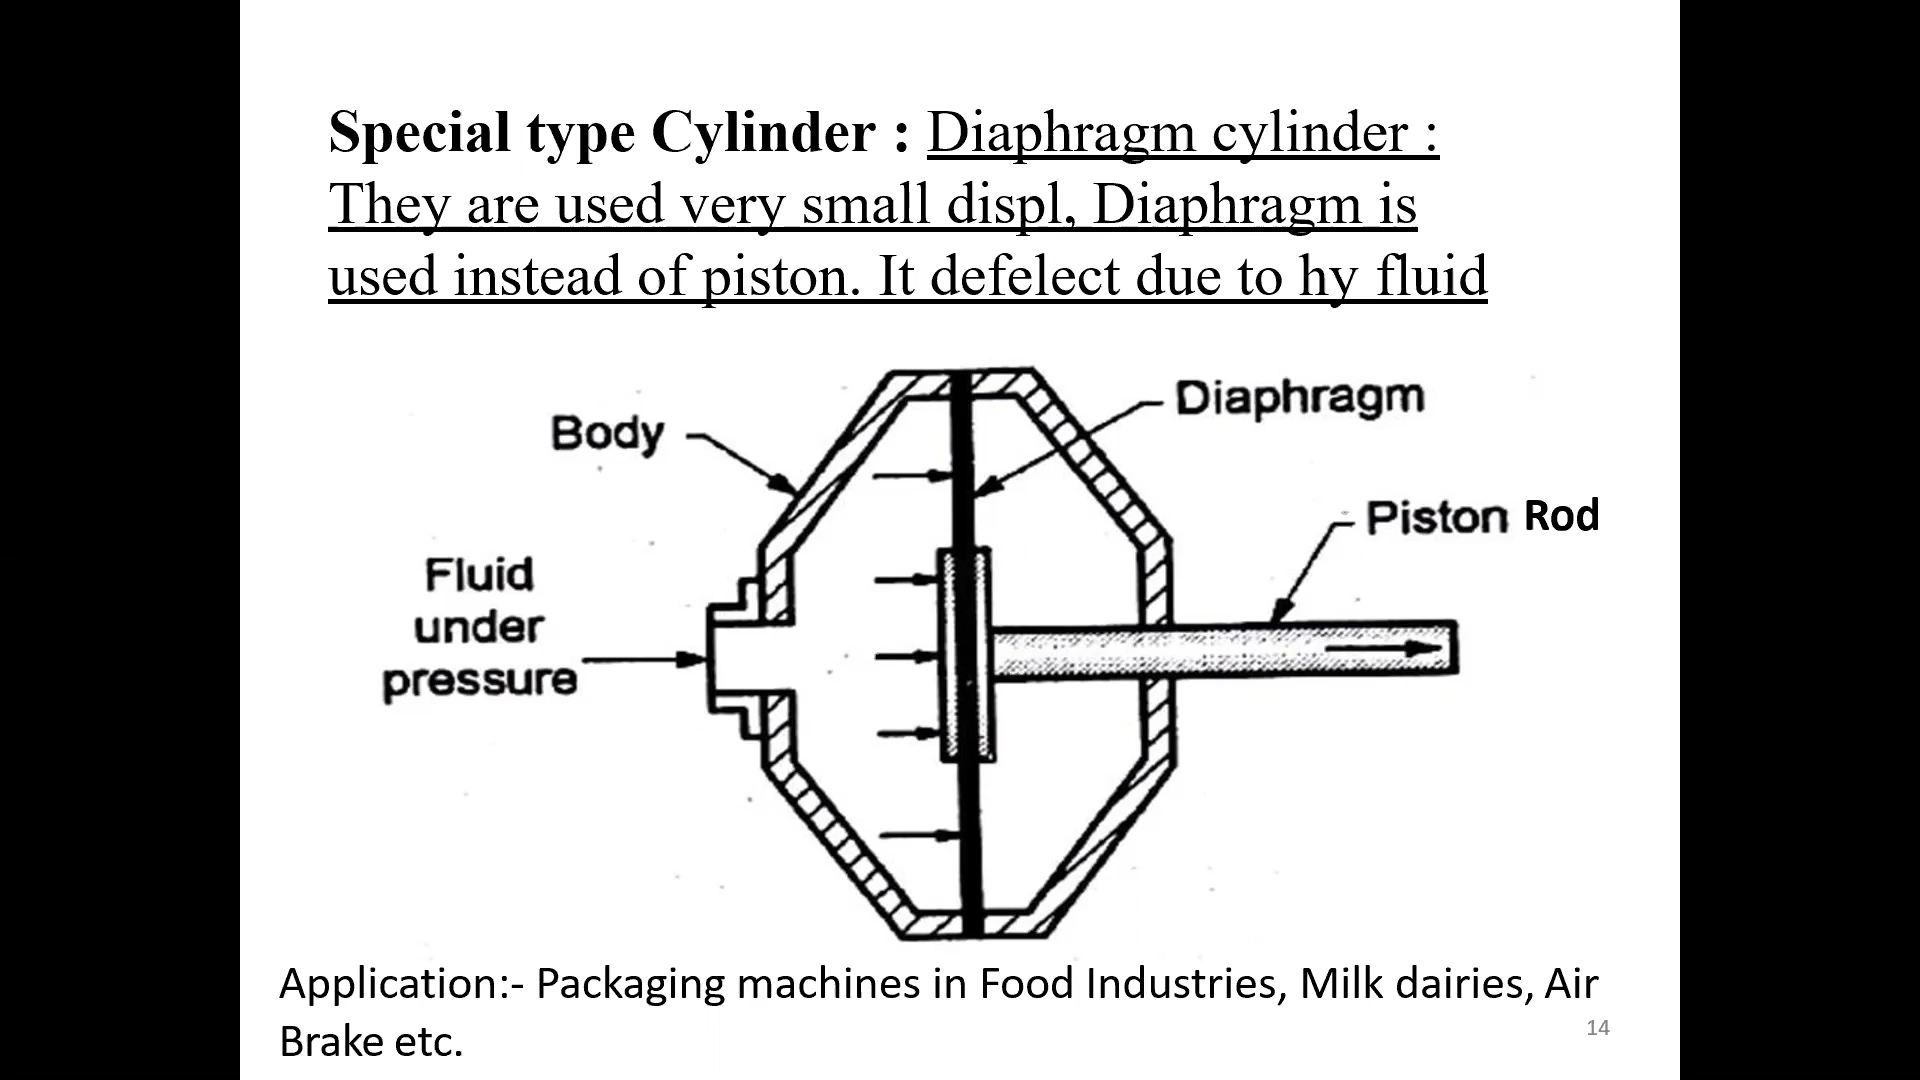 Special type Cylinder : Diaphragm cylinder :
They are used very small displ, Diaphragm is
used instead of piston. It defelect due to hy fluid
Body
Diaphragm
Piston Rod
Fluid
under
pressure
Application:- Packaging machines in Food Industries, Milk dairies, Air
Brake etc.
14